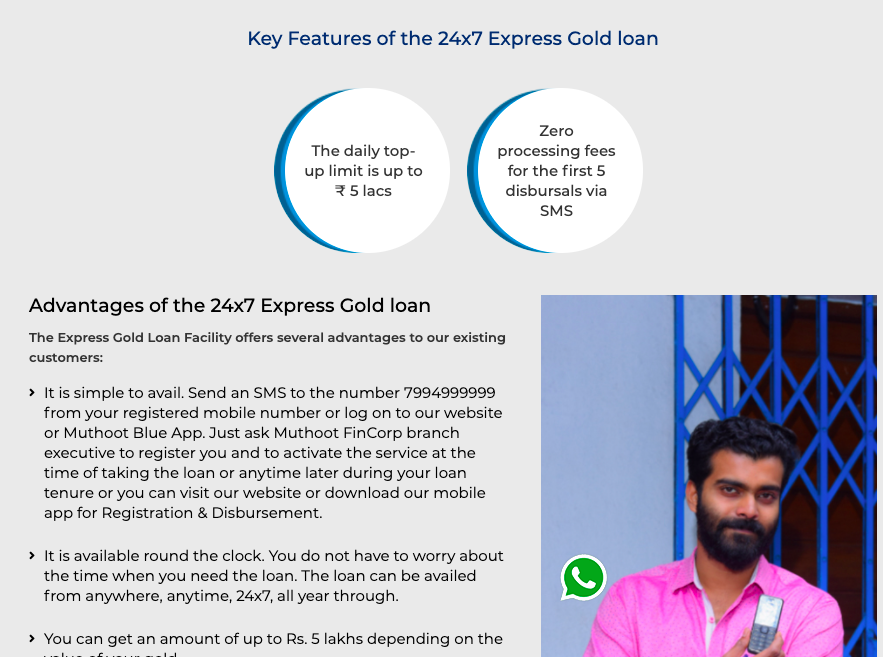 Key Features of the 24x7 Express Gold loan
The daily top-
up limit is up to
₹ 5 lacs
Zero
processing fees
for the first 5
disbursals via
SMS
Advantages of the 24x7 Express Gold loan
The Express Gold Loan Facility offers several advantages to our existing
customers:
It is simple to avail. Send an SMS to the number 7994999999
from your registered mobile number or log on to our website
or Muthoot Blue App. Just ask Muthoot FinCorp branch
executive to register you and to activate the service at the
time of taking the loan or anytime later during your loan
tenure or you can visit our website or download our mobile
app for Registration & Disbursement.
It is available round the clock. You do not have to worry about
the time when you need the loan. The loan can be availed
from anywhere, anytime, 24x7, all year through.
You can get an amount of up to Rs. 5 lakhs depending on the
value of your gold